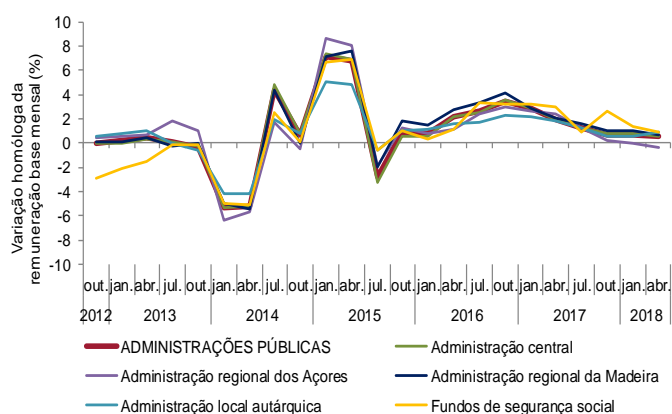 Variação homóloga da
remuneração base mensal (%)
10
8
6
4
2
0
-2
-4
-6
-8
-10
out. jan. abr. jul. out. jan. abr. jul. out. jan. abr. jul. out. jan. abr. jul. out. jan. abr. jul. out. jan. abr.
2012 2013 2014 2015 2016 2017 2018
ADMINISTRAÇÕES PÚBLICAS Administração central
Administração regional dos Açores Administração regional da Madeira
Administração local autárquica Fundos de segurança social